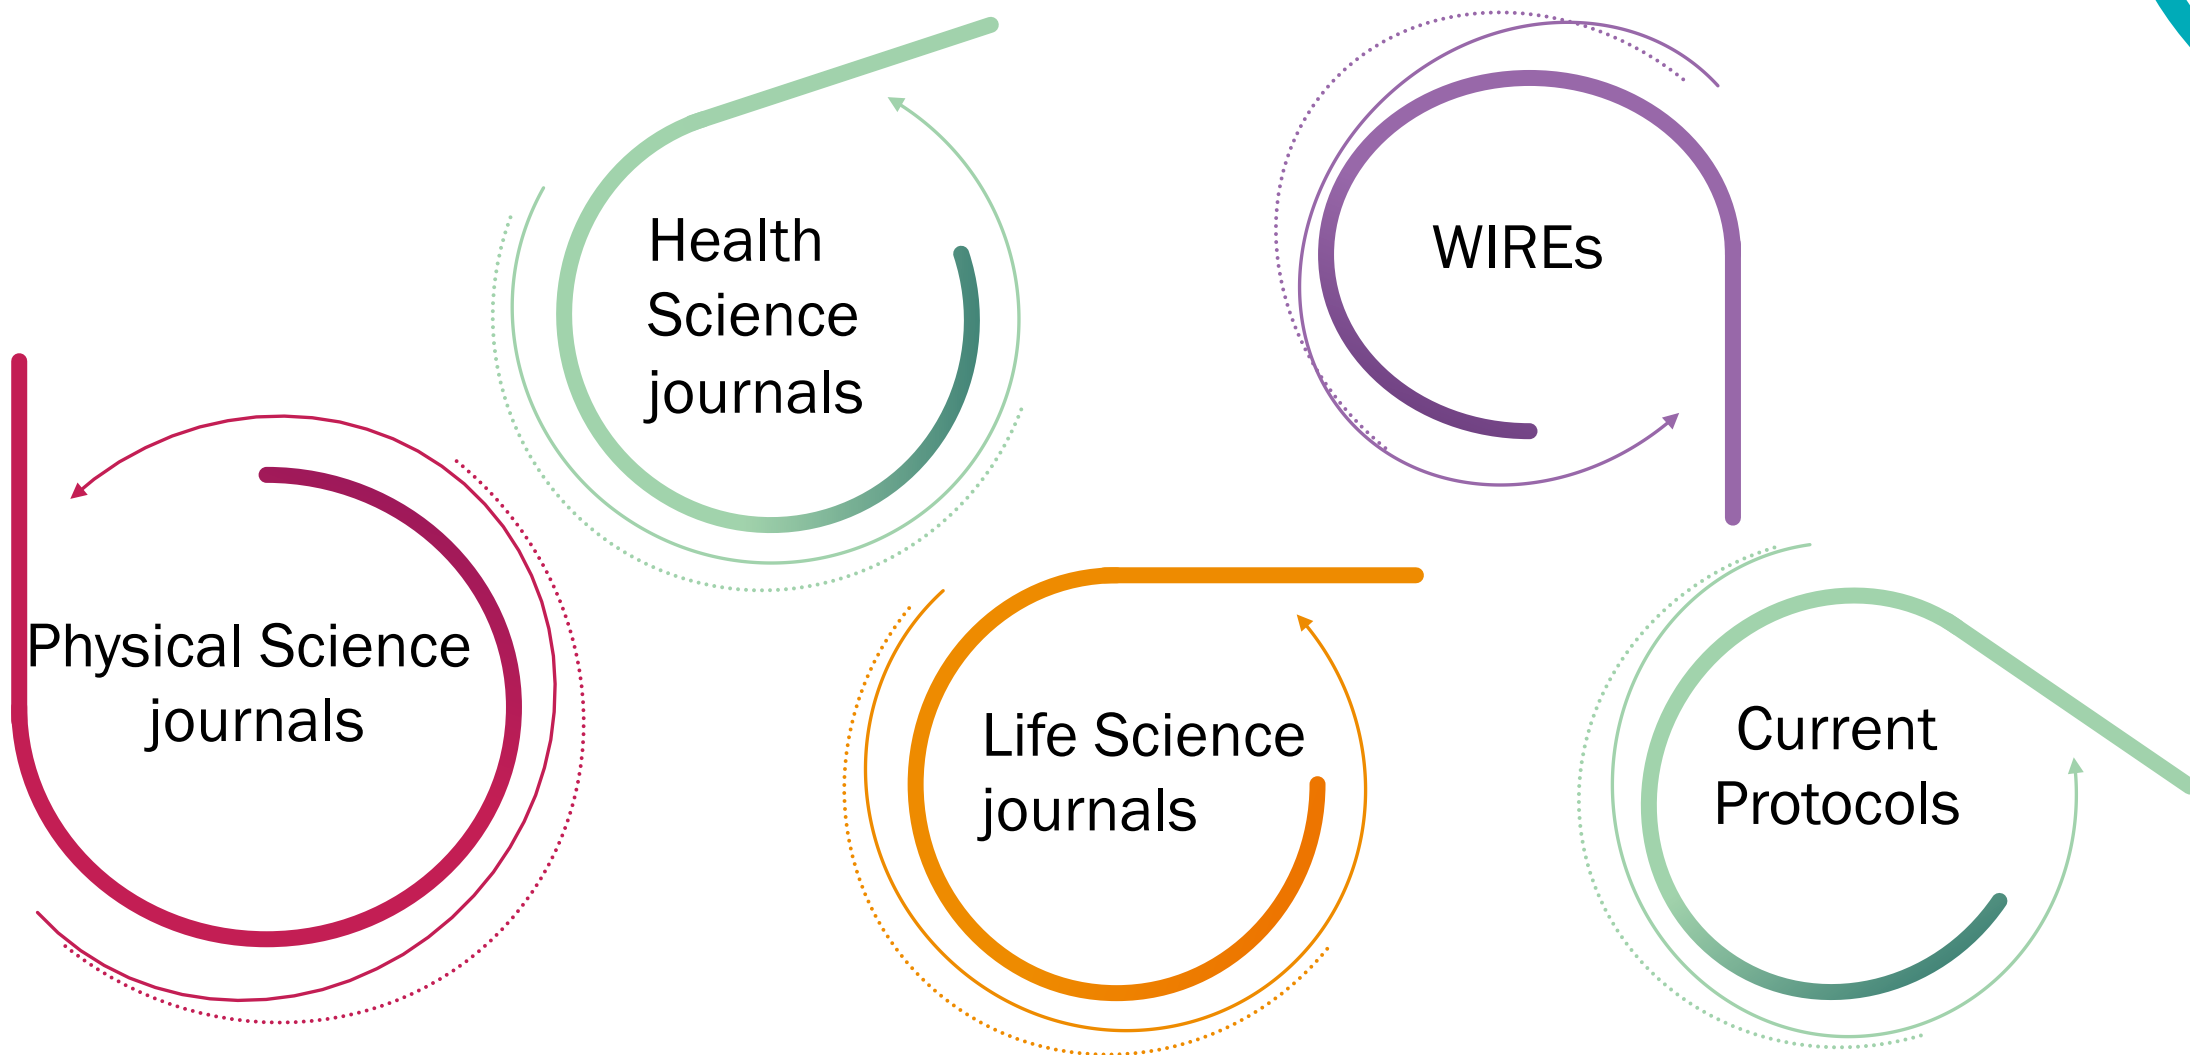 Health
Science
journals
WIREs
Physical Science
journals
Life Science
journals
Current
Protocols